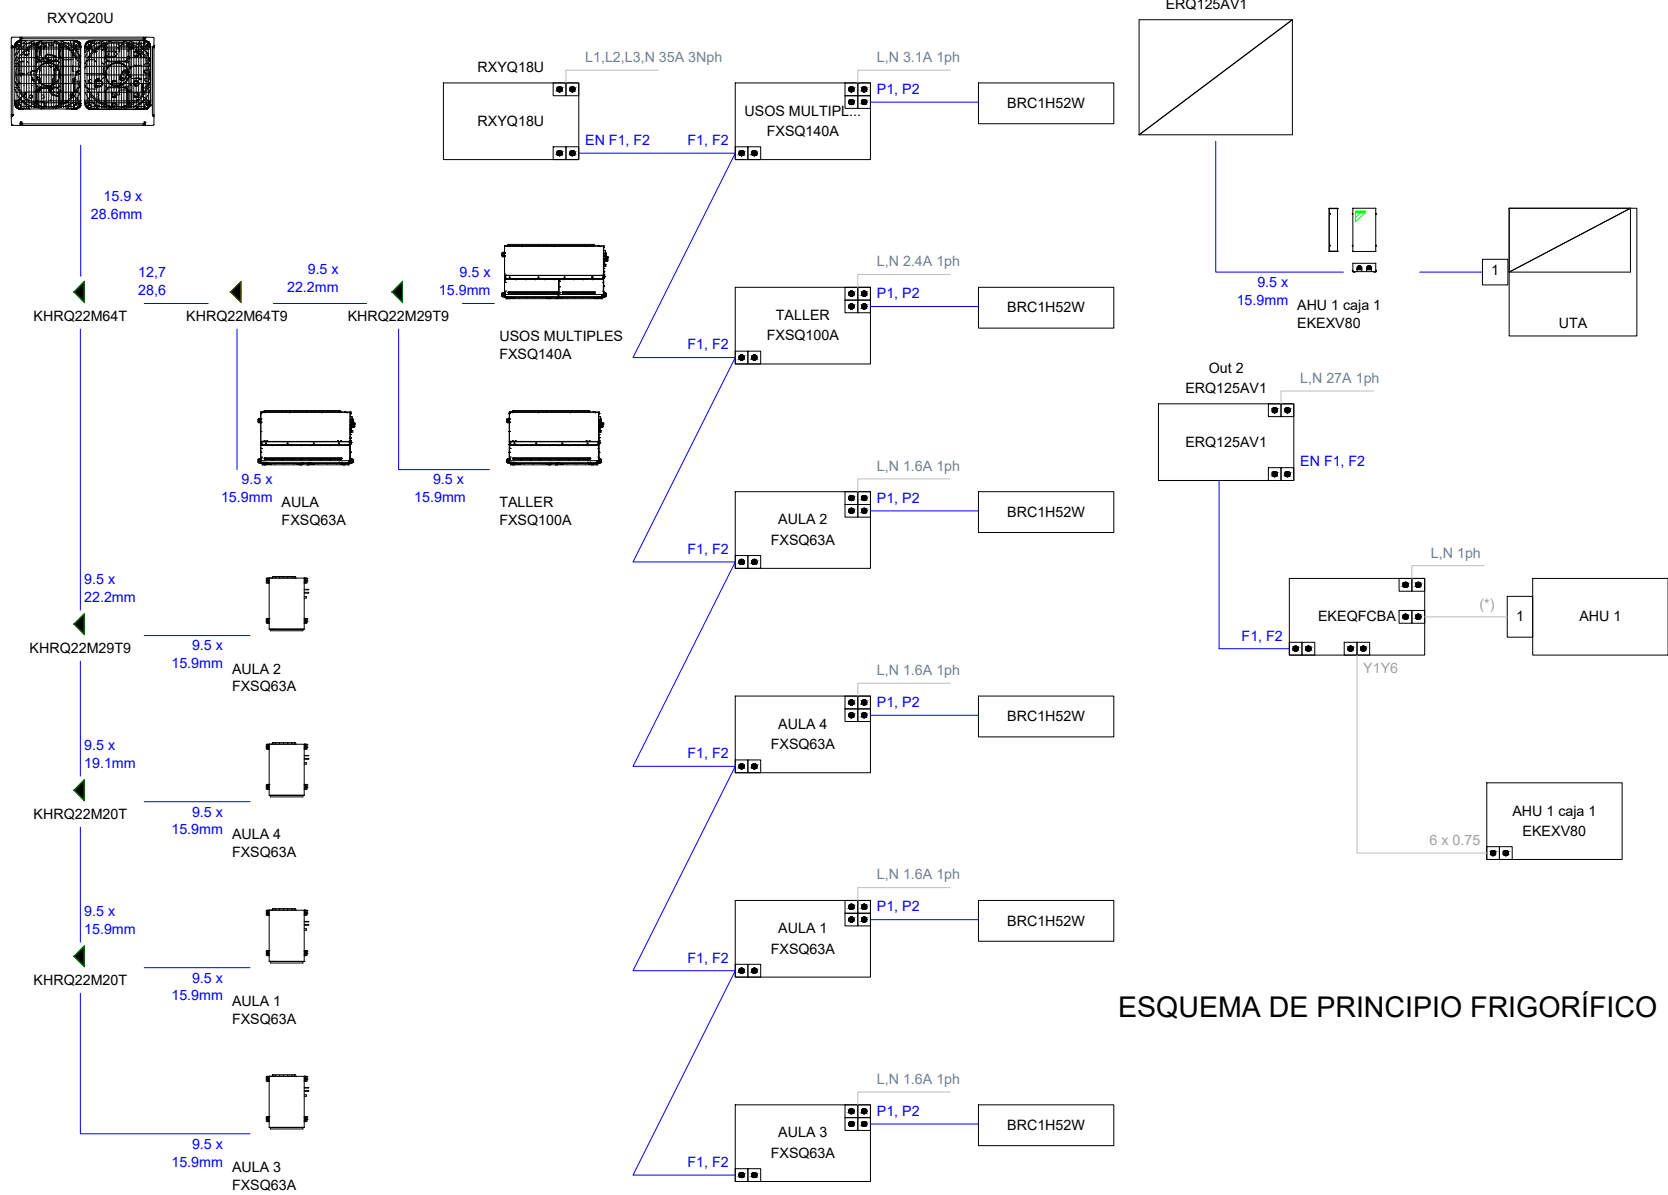 RXYQ20U
15.9 x
28.6mm
12,7
28,6
9.5 x
22.2mm
9.5 x
15.9mm
KHRQ22M64T
KHRQ22M64T9
KHRQ22M29T9
USOS MULTIPLES
FXSQ140A
9.5 x
15.9mm
AULA
FXSQ63A
9.5 x
15.9mm
TALLER
FXSQ100A
9.5 x
22.2mm
KHRQ22M29T9
9.5 x
15.9mm
AULA 2
FXSQ63A
9.5 x
19.1mm
KHRQ22M20T
9.5 x
15.9mm
AULA 4
FXSQ63A
9.5 x
15.9mm
KHRQ22M20T
9.5 x
15.9mm
AULA 1
FXSQ63A
9.5 x
15.9mm
AULA 3
FXSQ63A
RXYQ18U
L1,L2,L3,N 35A 3Nph
RXYQ18U
EN F1, F2
F1, F2
L,N 3.1A 1ph
P1, P2
USOS MULTIPL...
FXSQ140A
BRC1H52W
L,N 2.4A 1ph
P1, P2
TALLER
FXSQ100A
BRC1H52W
F1, F2
L,N 1.6A 1ph
P1, P2
AULA 2
FXSQ63A
BRC1H52W
F1, F2
L,N 1.6A 1ph
P1, P2
AULA 4
FXSQ63A
BRC1H52W
F1, F2
L,N 1.6A 1ph
P1, P2
AULA 1
FXSQ63A
BRC1H52W
F1, F2
L,N 1.6A 1ph
P1, P2
AULA 3
FXSQ63A
BRC1H52W
F1, F2
ERQ125AV1
9.5 x
15.9mm
AHU 1 caja 1
EKEXV80
1
UTA
Out 2
ERQ125AV1
L,N 27A 1ph
ERQ125AV1
EN F1, F2
L,N 1ph
EKEQFCBA
(*)
1
AHU 1
F1, F2
Y1Y6
AHU 1 caja 1
EKEXV80
6 x 0.75
ESQUEMA DE PRINCIPIO FRIGORÍFICO